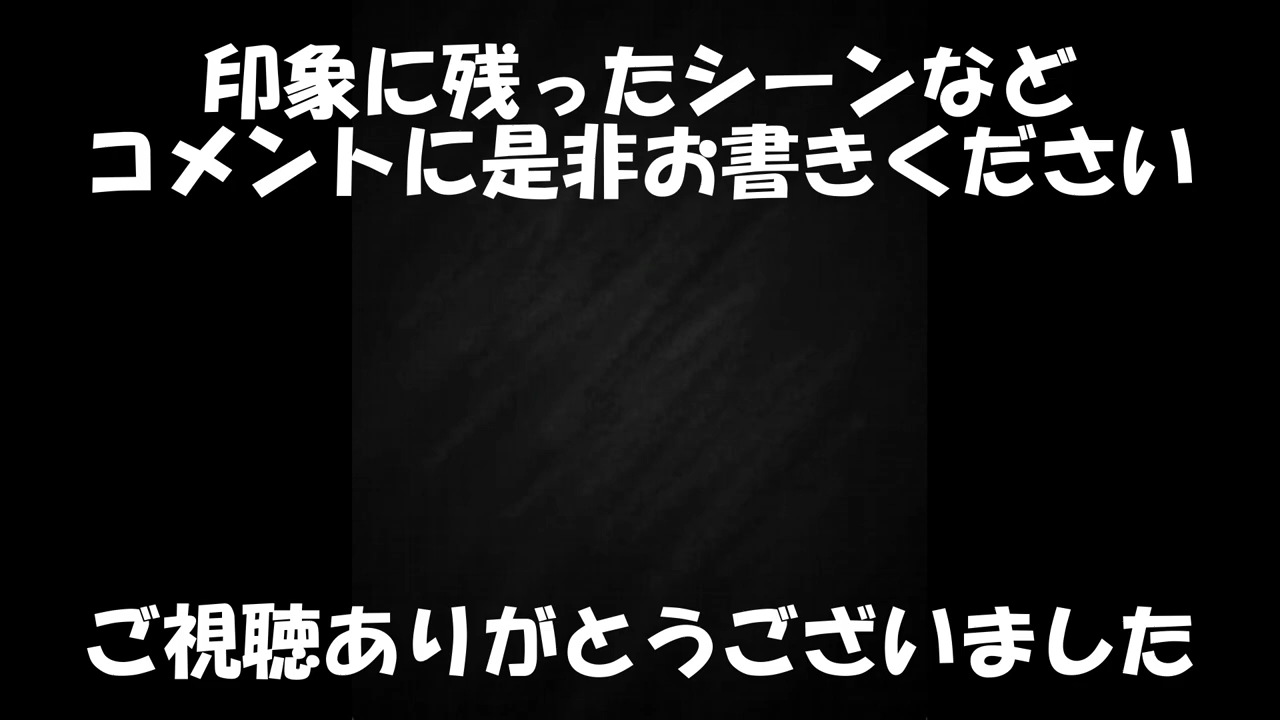 印象に残ったシーンなど
コメントに是非お書きください
ご視聴ありがとうございました